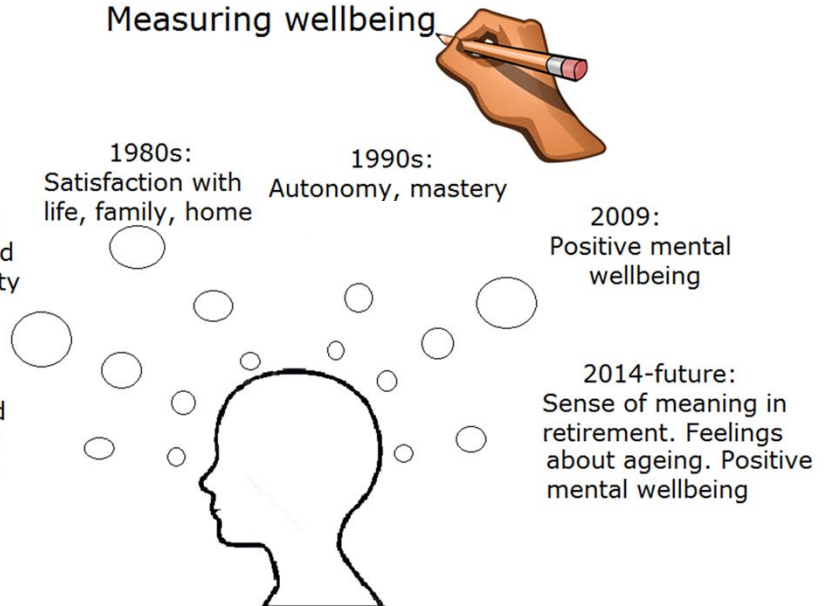 Measuring wellbeing
1980s:
Satisfaction with
life, family, home
1990s:
Autonomy, mastery
2009:
Positive mental
wellbeing
2014-future:
Sense of meaning in
retirement. Feelings
about ageing. Positive
mental wellbeing